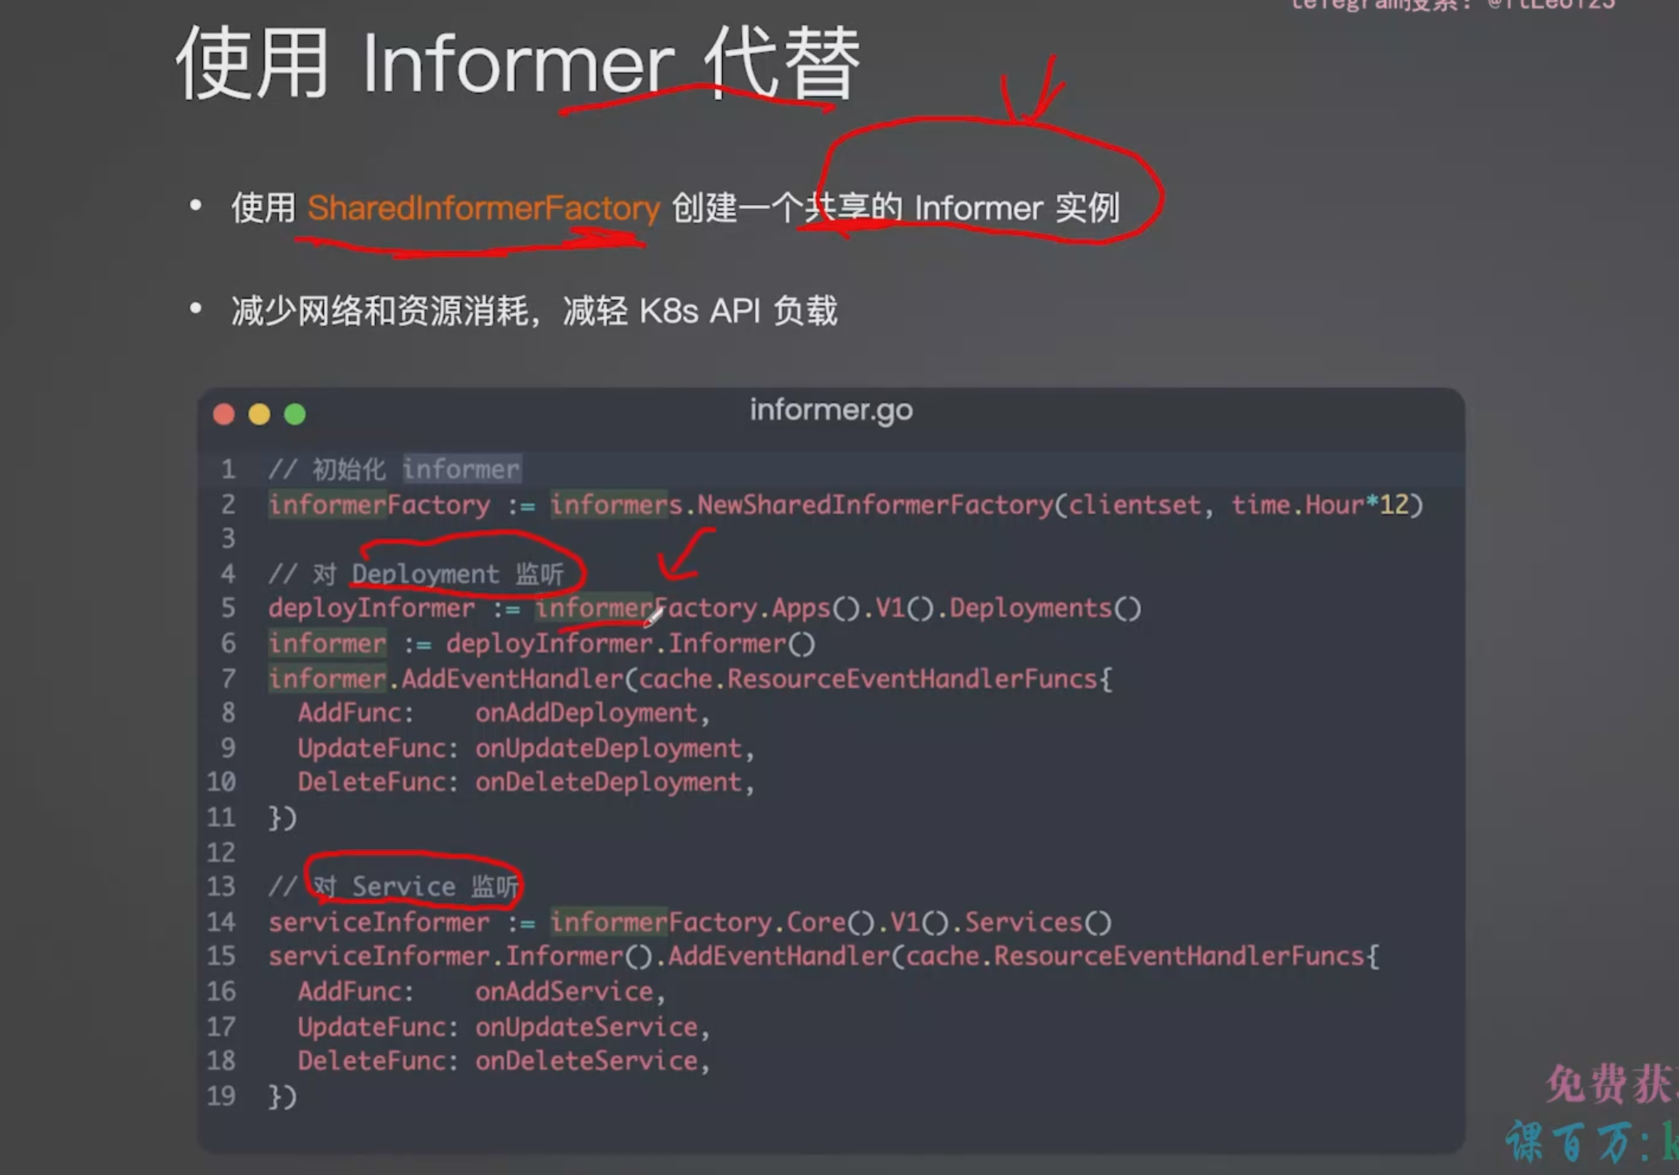 telegram搜索：@itLeo123
使用 Informer 代替
• 使用 SharedInformerFactory 创建一个共享的 Informer 实例
• 减少网络和资源消耗，减轻 K8s API 负载
informer.go
1 // 初始化 informer
2 informerFactory := informers.NewSharedInformerFactory(clientset, time.Hour*12)
3
4 // 对 Deployment 监听
5 deployInformer := informerFactory.Apps().V1().Deployments()
6 informer := deployInformer.Informer()
7 informer.AddEventHandler(cache.ResourceEventHandlerFuncs{
8   AddFunc:    onAddDeployment,
9   UpdateFunc: onUpdateDeployment,
10   DeleteFunc: onDeleteDeployment,
11 })
12
13 // 对 Service 监听
14 serviceInformer := informerFactory.Core().V1().Services()
15 serviceInformer.Informer().AddEventHandler(cache.ResourceEventHandlerFuncs{
16   AddFunc:    onAddService,
17   UpdateFunc: onUpdateService,
18   DeleteFunc: onDeleteService,
19 })
免费获
课百万:k